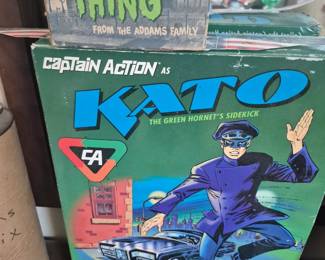 THING
FROM THE ADDAMS FAMILY
CAPTAIN ACTION AS
KATO
THE GREEN HORNET'S SIDEKICK
CA